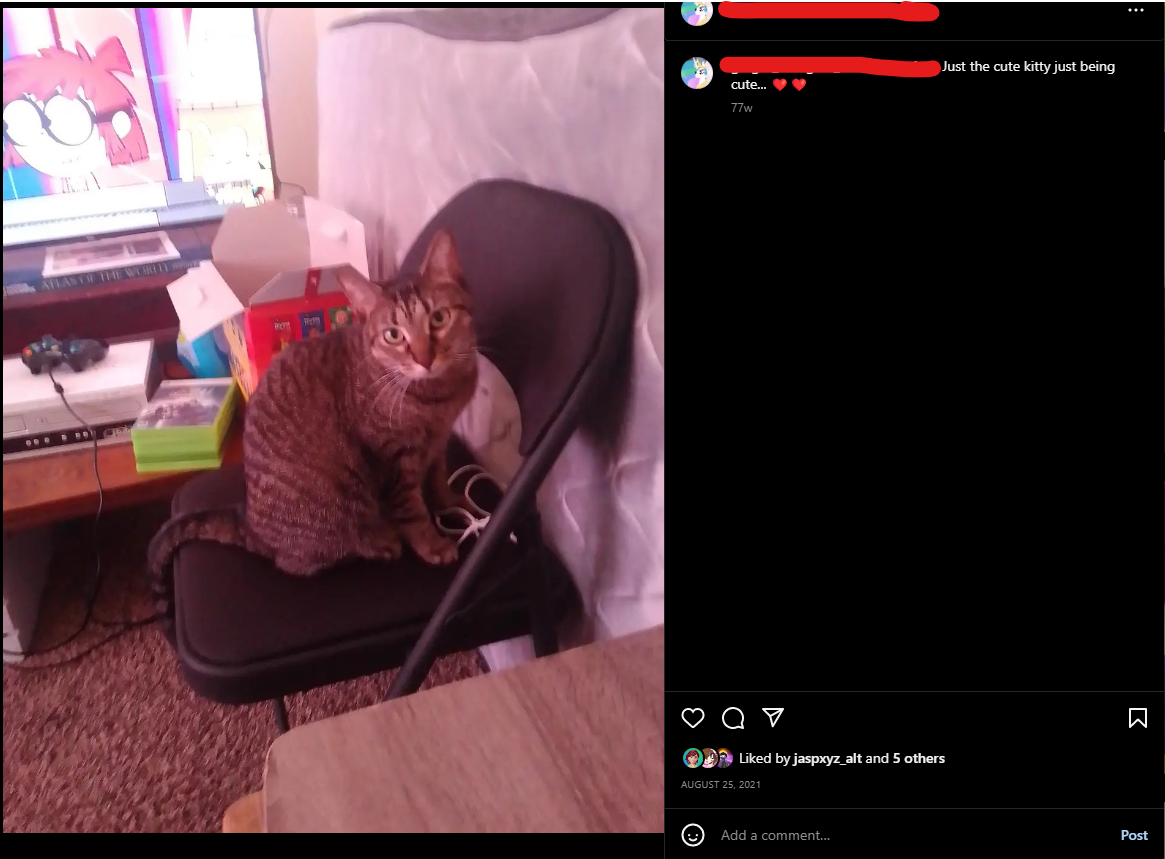 ATLAS OF THE WORLD
Just the cute kitty just being
cute... ❤️ ❤️
77w
Liked by jaspxyz_alt and 5 others
AUGUST 25, 2021
Add a comment...
Post